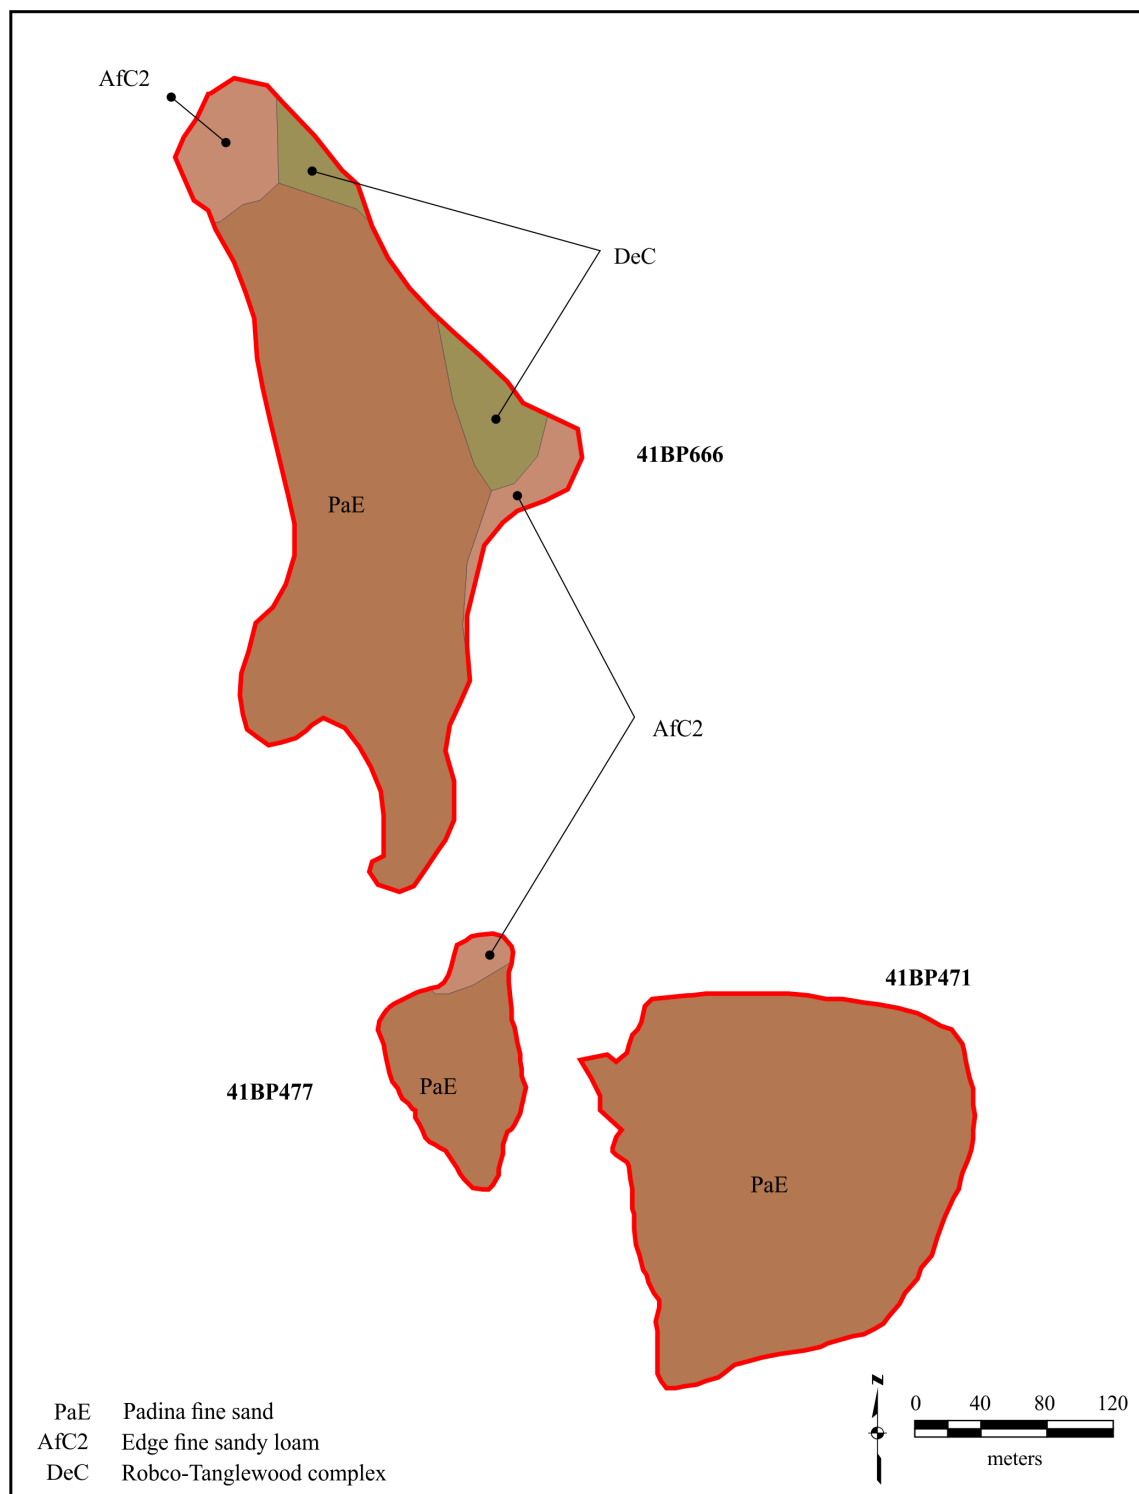 AfC2
DeC
41BP666
PaE
AfC2
41BP471
41BP477
PaE
PaE
N
0 40 80 120
meters
PaE Padina fine sand
AfC2 Edge fine sandy loam
DeC Robco-Tanglewood complex